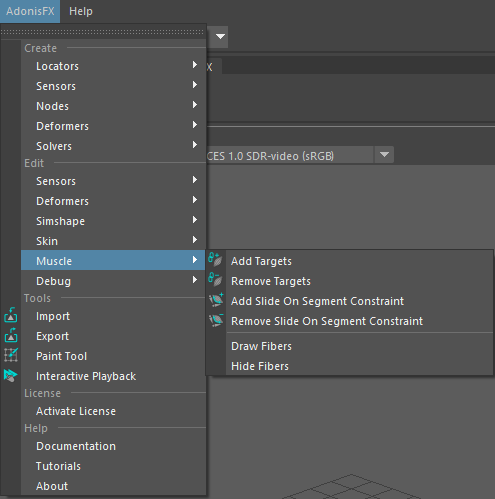 AdonisFX Help
Create
Locators
X
Sensors
Nodes
Deformers
Solvers
CES 1.0 SDR-video (sRGB)
Edit
Sensors
Deformers
Simshape
Skin
Muscle
Add Targets
Debug
Remove Targets
Tools
Add Slide On Segment Constraint
Import
Remove Slide On Segment Constraint
Export
Draw Fibers
Paint Tool
Hide Fibers
Interactive Playback
License
Activate License
Help
Documentation
Tutorials
About